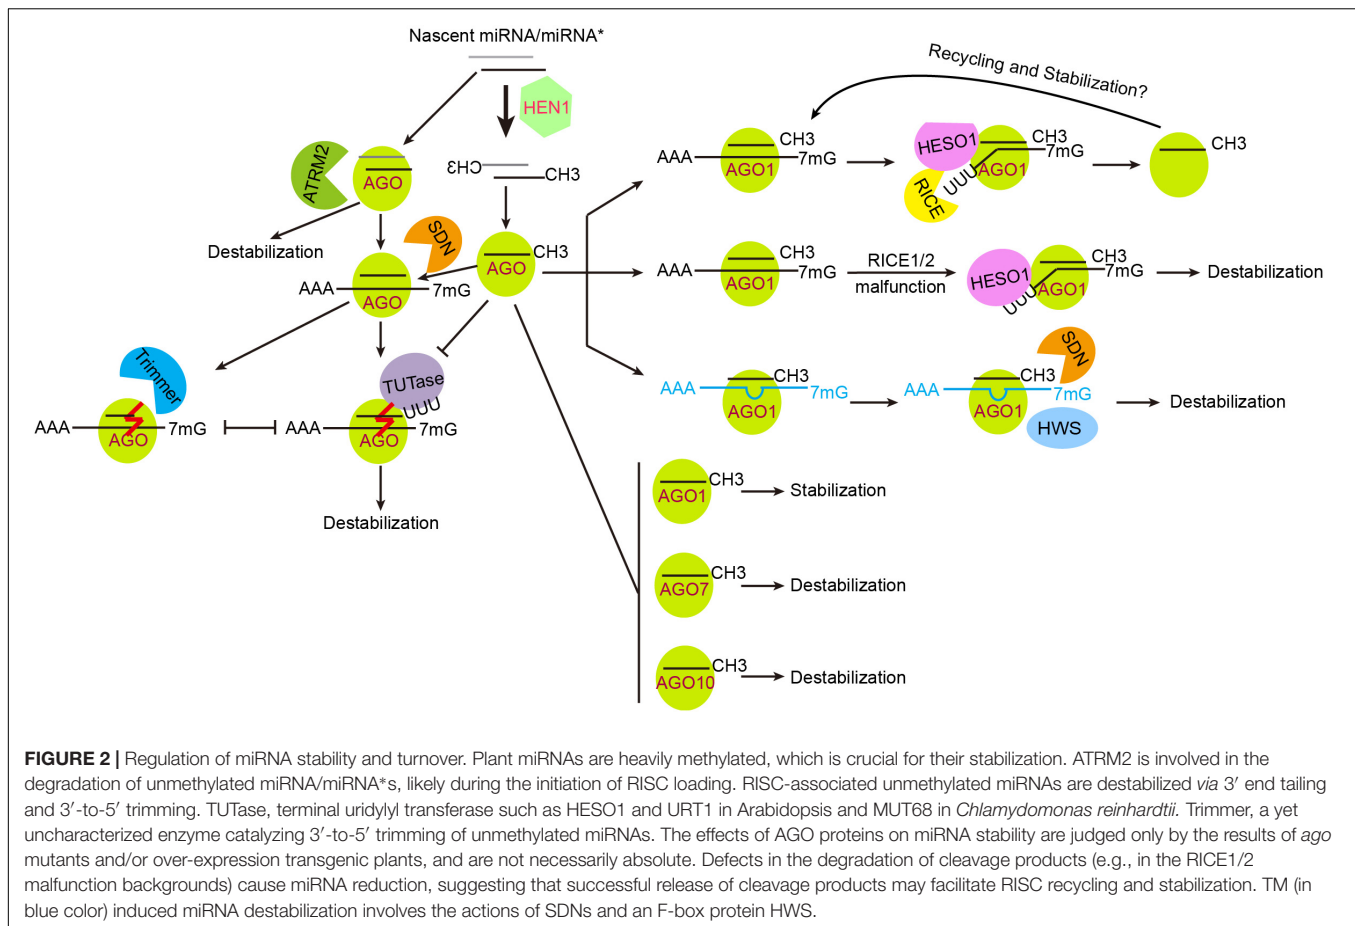 Nascent miRNA/miRNA*
HEN1
Recycling and Stabilization?
ATRM2
AGO
Destabilization
CH3
CH3
SDN
AGO
CH3
AAA
AGO
7mG
Trimmer
AAA
AGO
7mG
TUTase
UUU
AAA
AGO
7mG
Destabilization
AAA
AGO1
CH3
7mG
HESO1
RICE
UUU
AGO1
CH3
7mG
CH3
AAA
AGO1
CH3
7mG
RICE1/2
malfunction
HESO1
UUU
AGO1
CH3
7mG
Destabilization
AAA
AGO1
CH3
7mG
AAA
AGO1
CH3
7mG
SDN
HWS
Destabilization
AGO1
CH3
Stabilization
AGO7
CH3
Destabilization
AGO10
CH3
Destabilization
FIGURE 2 | Regulation of miRNA stability and turnover. Plant miRNAs are heavily methylated, which is crucial for their stabilization. ATRM2 is involved in the
degradation of unmethylated miRNA/miRNA*s, likely during the initiation of RISC loading. RISC-associated unmethylated miRNAs are destabilized via 3′ end tailing
and 3′-to-5′ trimming. TUTase, terminal uridylyl transferase such as HESO1 and URT1 in Arabidopsis and MUT68 in Chlamydomonas reinhardtii. Trimmer, a yet
uncharacterized enzyme catalyzing 3′-to-5′ trimming of unmethylated miRNAs. The effects of AGO proteins on miRNA stability are judged only by the results of ago
mutants and/or over-expression transgenic plants, and are not necessarily absolute. Defects in the degradation of cleavage products (e.g., in the RICE1/2
malfunction backgrounds) cause miRNA reduction, suggesting that successful release of cleavage products may facilitate RISC recycling and stabilization. TM (in
blue color) induced miRNA destabilization involves the actions of SDNs and an F-box protein HWS.